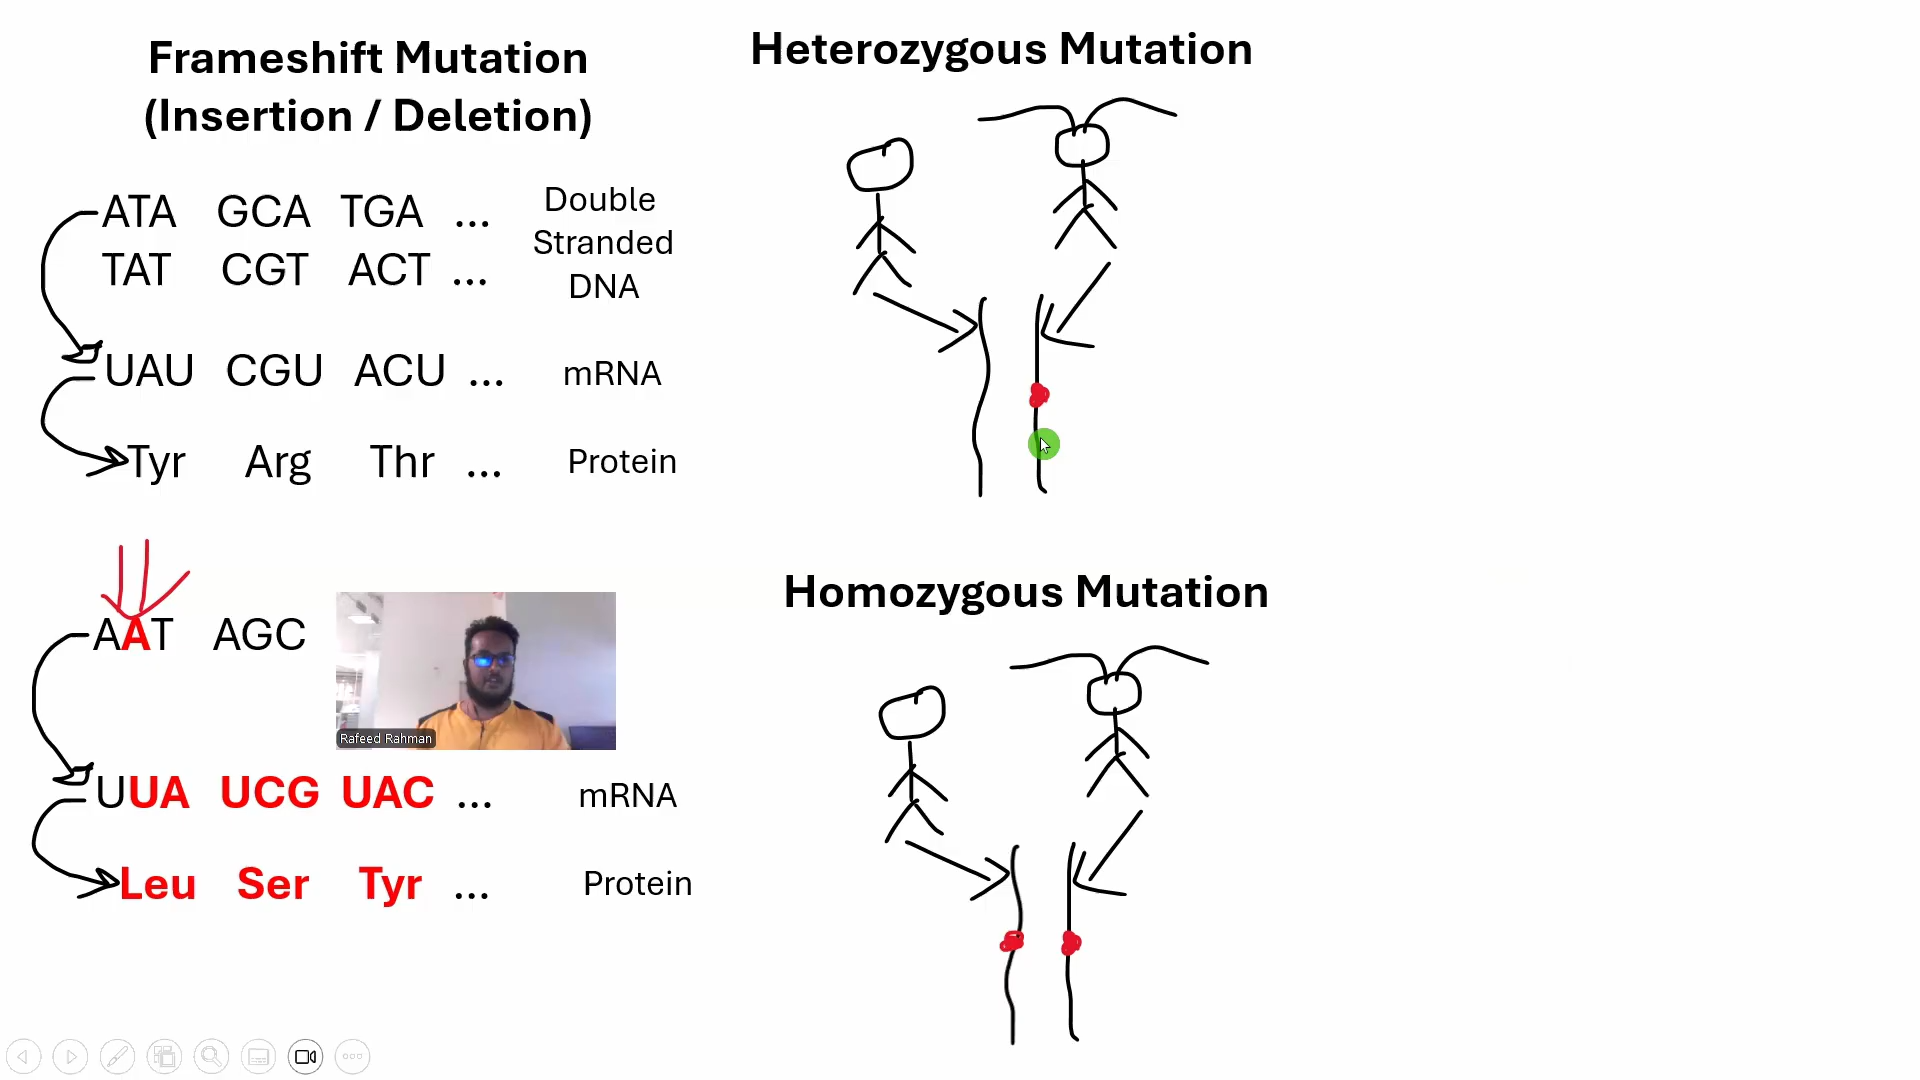 Frameshift Mutation
(Insertion / Deletion)
ATA GCA TGA ...
TAT CGT ACT ...
Double
Stranded
DNA
UAU CGU ACU ... mRNA
Tyr Arg Thr ... Protein
AAT AGC
Rafeed Rahman
UUA UCG UAC ... mRNA
Leu Ser Tyr ... Protein
Heterozygous Mutation
Homozygous Mutation